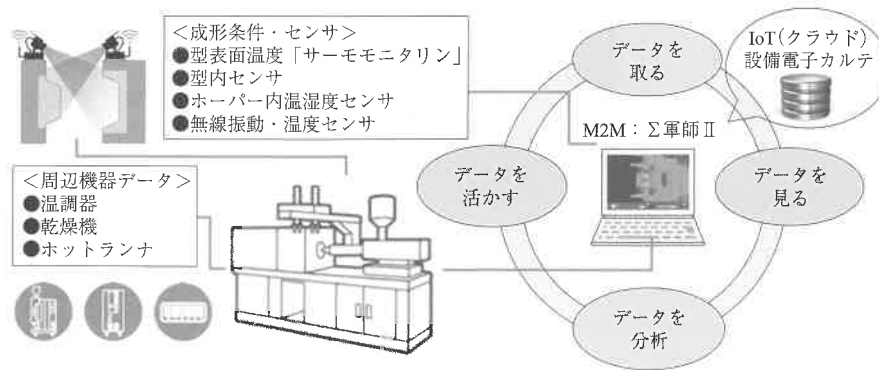 ＜成形条件・センサ＞
●型表面温度「サーモモニタリン」
●型内センサ
●ホーパー内温湿度センサ
●無線振動・温度センサ
＜周辺機器データ＞
●温調器
●乾燥機
●ホットランナ
データを
取る
IoT(クラウド)
設備電子カルテ
M2M：Σ軍師Ⅱ
データを
活かす
データを
見る
データを
分析